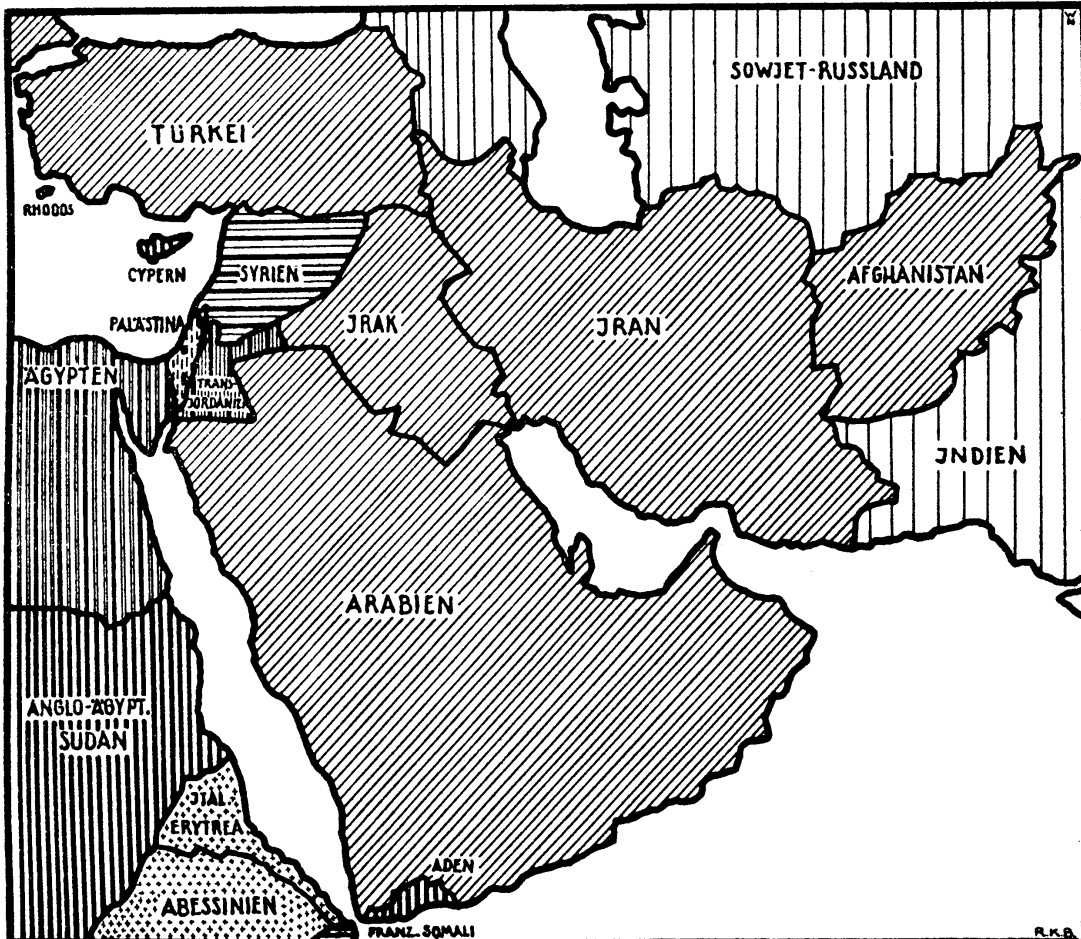 SOWJET-RUSSLAND
TÜRKEI
RHODOS
CYPERN
SYRIEN
AFGHANISTAN
PALÄSTINA
JRAK
JRAN
ÄGYPTEN
TRANS-
JORDANIEN
JNDIEN
ARABIEN
ANGLO-ÄGYPT.
SUDAN
JTAL.
ERYTREA
ADEN
ABESSINIEN
FRANZ. SOMALI
R.K.B.